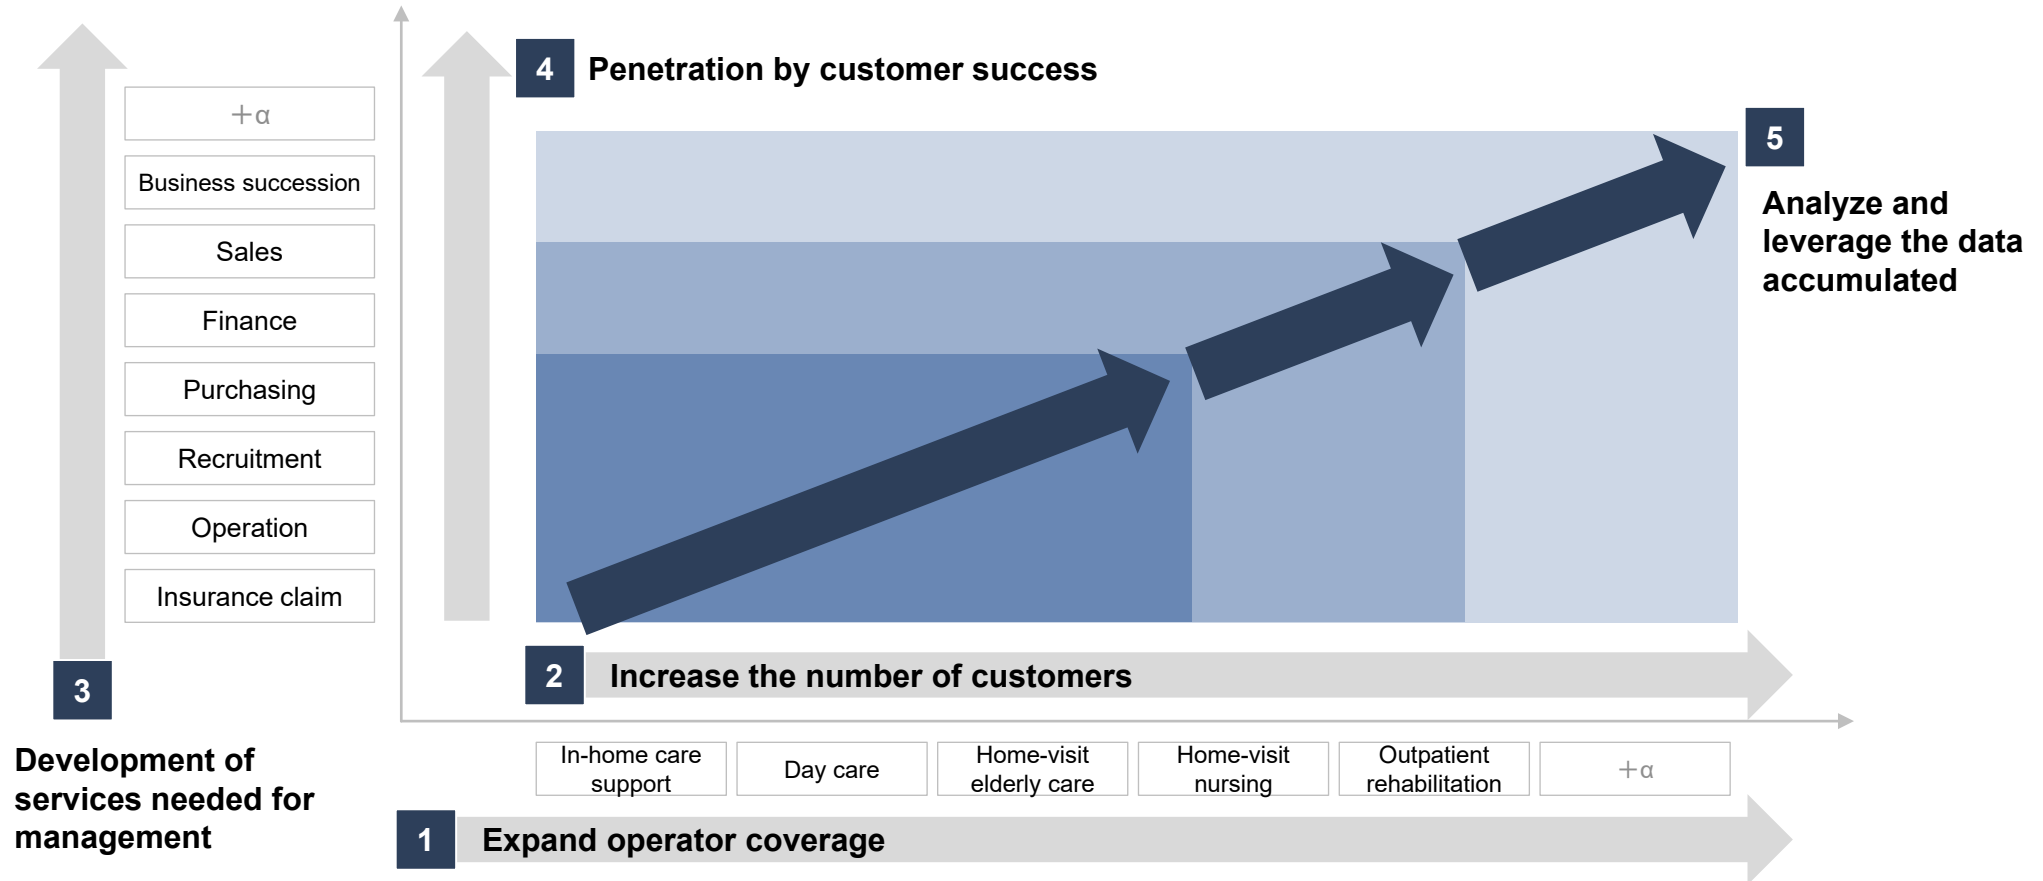 4 Penetration by customer success
5
Analyze and
leverage the data
accumulated
+α
Business succession
Sales
Finance
Purchasing
Recruitment
Operation
Insurance claim
3
Development of
services needed for
management
2 Increase the number of customers
In-home care
support
Day care
Home-visit
elderly care
Home-visit
nursing
Outpatient
rehabilitation
+α
1 Expand operator coverage